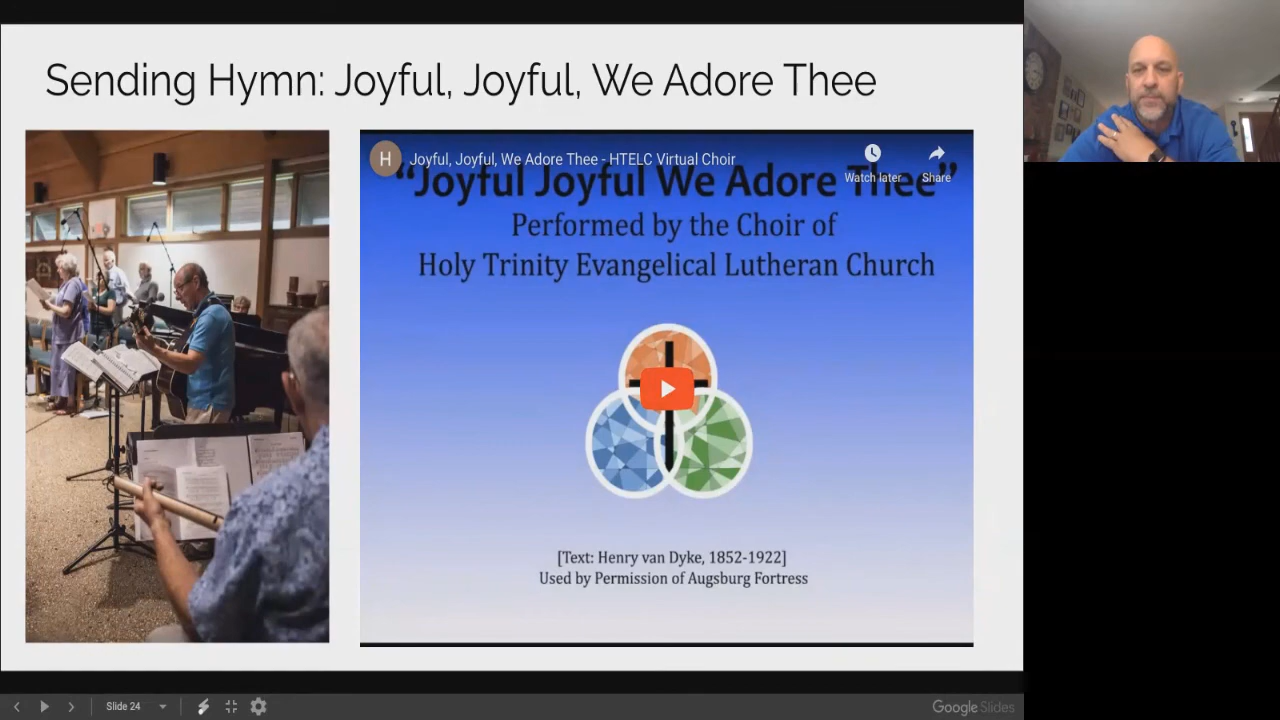 Sending Hymn: Joyful, Joyful, We Adore Thee
H
Joyful, Joyful, We Adore Thee - HTELC Virtual Choir
Watch later
Share
“Joyful Joyful We Adore Thee”
Performed by the Choir of
Holy Trinity Evangelical Lutheran Church
[Text: Henry van Dyke, 1852-1922]
Used by Permission of Augsburg Fortress
Slide 24
Google Slides